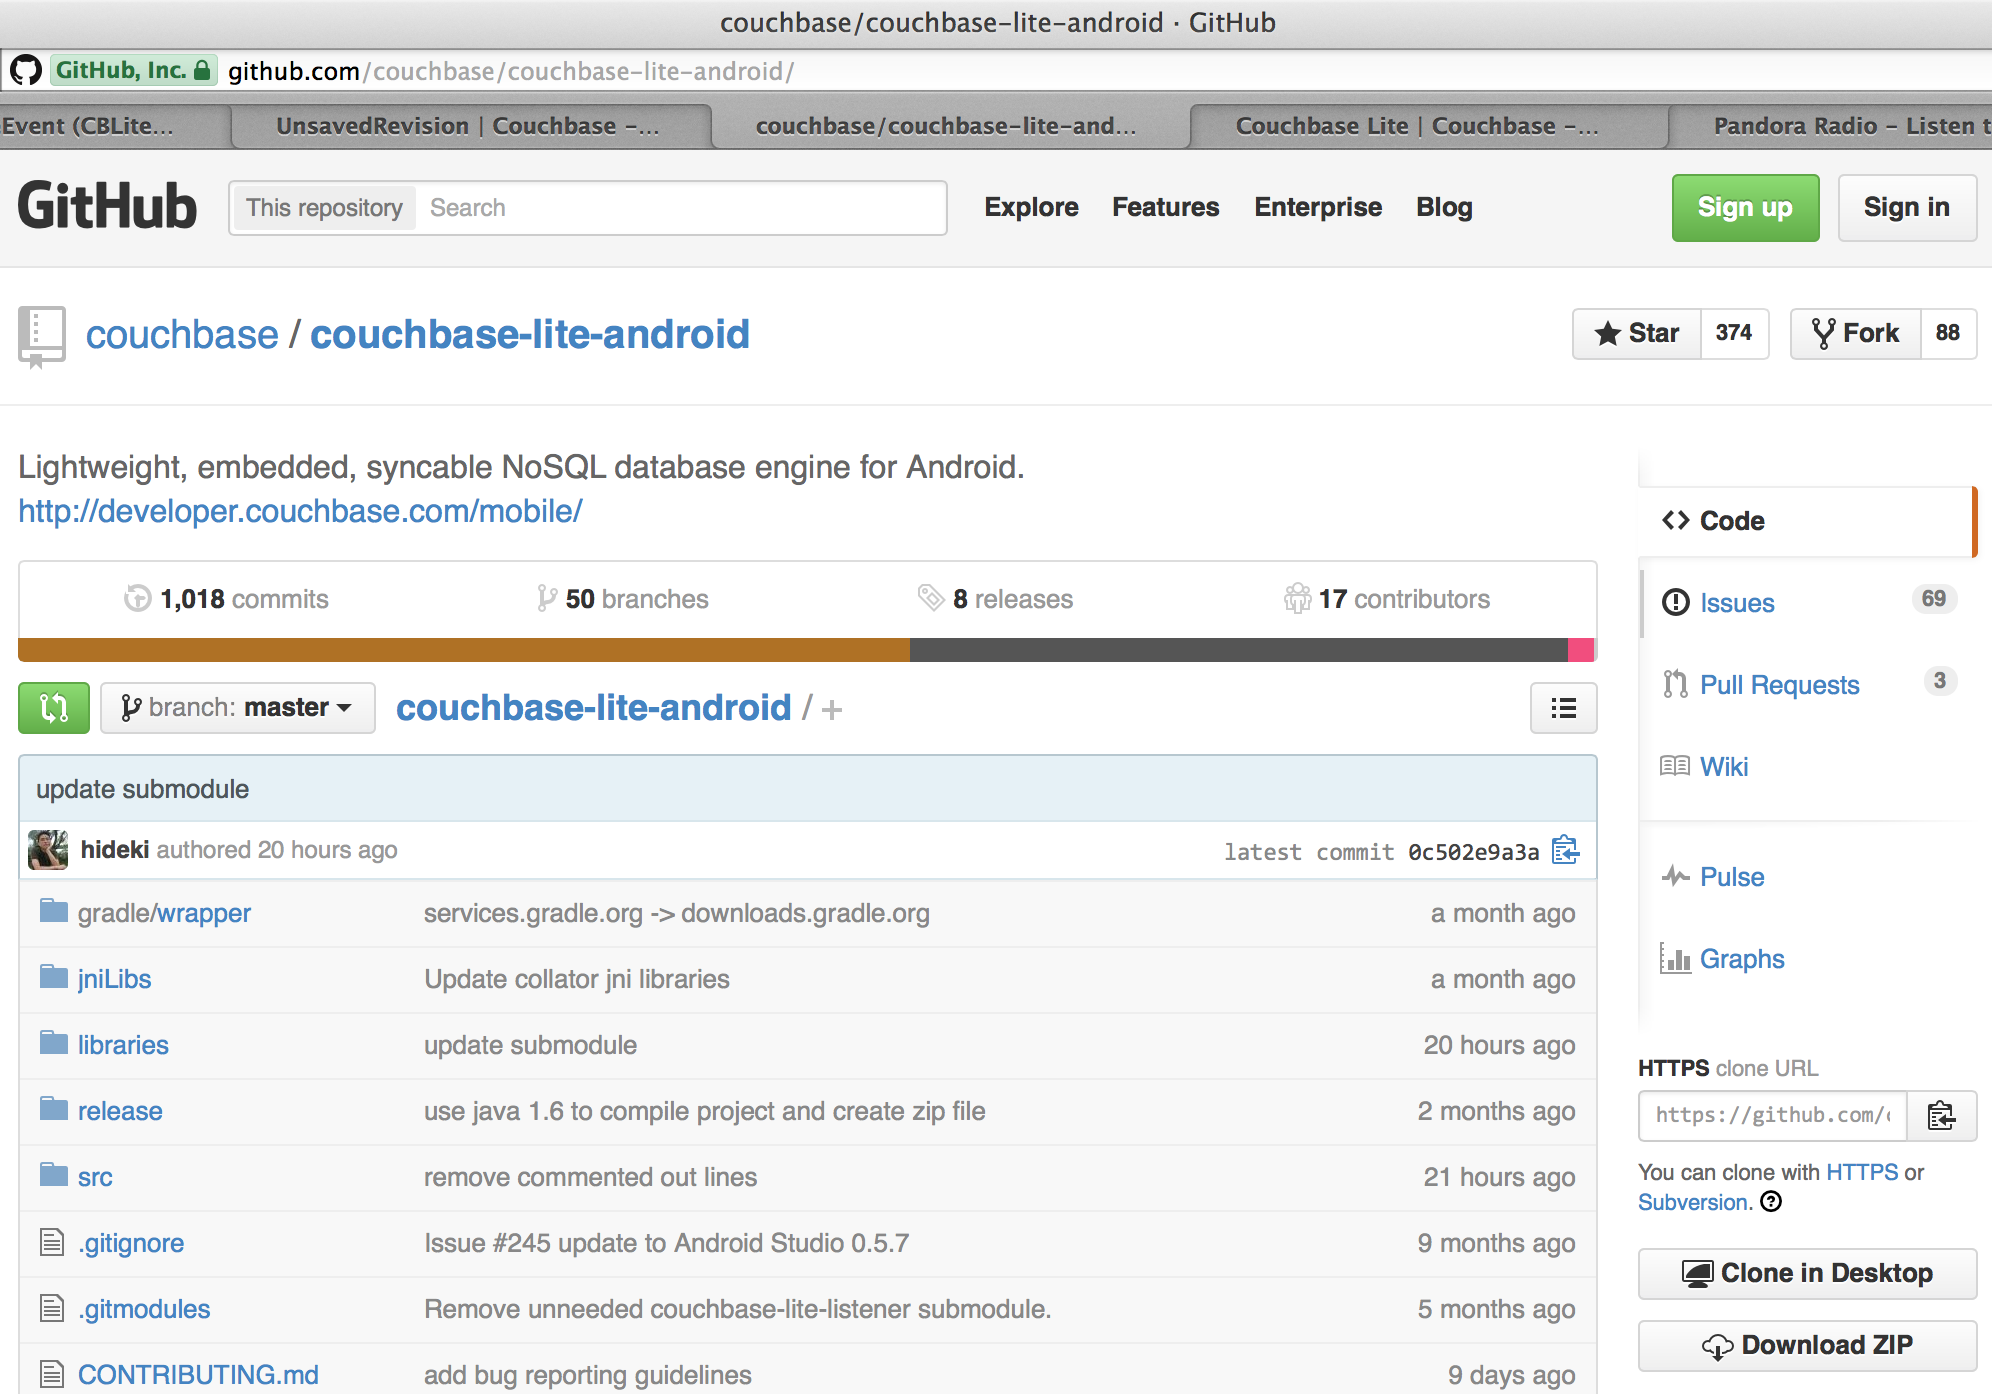 couchbase/couchbase-lite-android · GitHub
GitHub, Inc. github.com/couchbase/couchbase-lite-android/
Event (CBLite... UnsavedRevision | Couchbase -... couchbase/couchbase-lite-and... Couchbase Lite | Couchbase -... Pandora Radio - Listen t
GitHub This repository Search Explore Features Enterprise Blog Sign up Sign in
couchbase / couchbase-lite-android Star 374 Fork 88
Lightweight, embedded, syncable NoSQL database engine for Android.
http://developer.couchbase.com/mobile/
1,018 commits 50 branches 8 releases 17 contributors
branch: master couchbase-lite-android / +
update submodule
hideki authored 20 hours ago latest commit 0c502e9a3a
gradle/wrapper services.gradle.org -> downloads.gradle.org a month ago
jniLibs Update collator jni libraries a month ago
libraries update submodule 20 hours ago
release use java 1.6 to compile project and create zip file 2 months ago
src remove commented out lines 21 hours ago
.gitignore Issue #245 update to Android Studio 0.5.7 9 months ago
.gitmodules Remove unneeded couchbase-lite-listener submodule. 5 months ago
CONTRIBUTING.md add bug reporting guidelines 9 days ago
Code
Issues 69
Pull Requests 3
Wiki
Pulse
Graphs
HTTPS clone URL
https://github.com/c
You can clone with HTTPS or
Subversion.
Clone in Desktop
Download ZIP